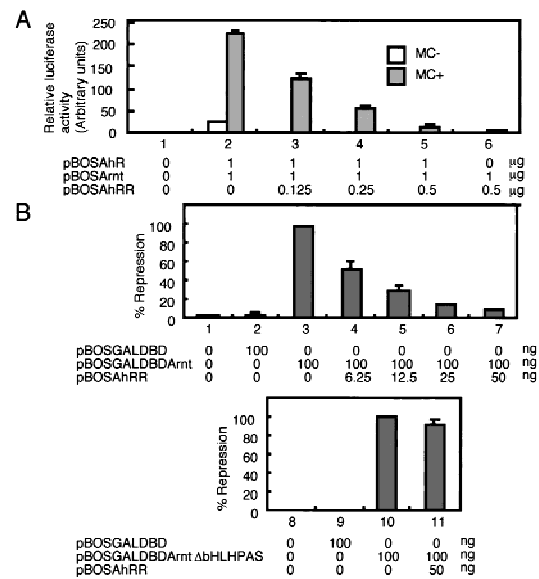 A
Relative luciferase
activity
(Arbitrary units)
250
200
150
100
50
0
MC-
MC+
1 2 3 4 5 6
pBOSAhR 0 1 1 1 1 0 μg
pBOSArnt 0 1 1 1 1 1 μg
pBOSAhRR 0 0 0.125 0.25 0.5 0.5 μg
B
% Repression
100
80
60
40
20
0
1 2 3 4 5 6 7
pBOSGALDBD 0 100 0 0 0 0 0 ng
pBOSGALDBDArnt 0 0 100 100 100 100 100 ng
pBOSAhRR 0 0 0 6.25 12.5 25 50 ng
% Repression
100
80
60
40
20
0
8 9 10 11
pBOSGALDBD 0 100 0 0 ng
pBOSGALDBDArnt ΔbHLHPAS 0 0 100 100 ng
pBOSAhRR 0 0 0 50 ng